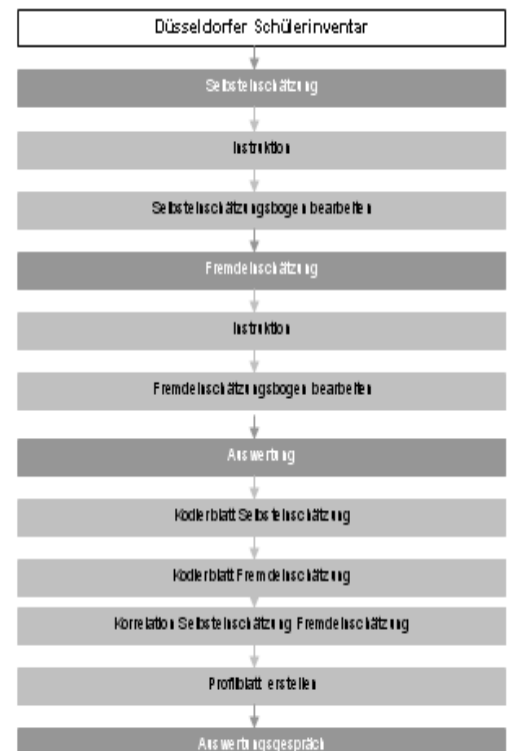 Düsseldorfer Schülerinventar
Selbsteinschätzung
Instruktion
Selbsteinschätzungsbogen bearbeiten
Fremdeinschätzung
Instruktion
Fremdeinschätzungsbogen bearbeiten
Auswertung
Kodierblatt Selbsteinschätzung
Kodierblatt Fremdeinschätzung
Korrelation Selbsteinschätzung Fremdeinschätzung
Profilblatt erstellen
Auswertungsgespräch